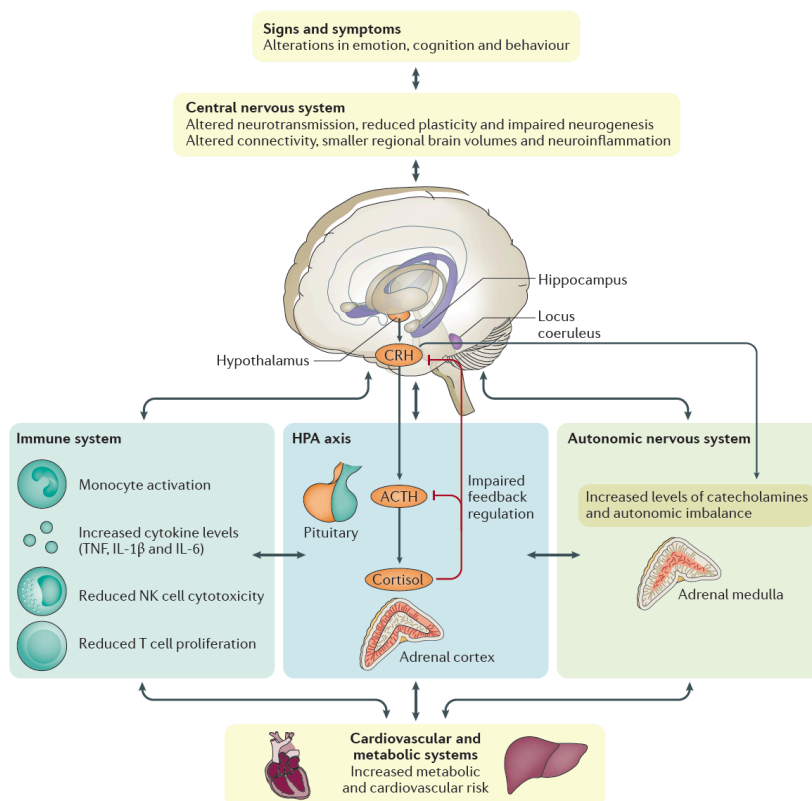 Signs and symptoms
Alterations in emotion, cognition and behaviour
Central nervous system
Altered neurotransmission, reduced plasticity and impaired neurogenesis
Altered connectivity, smaller regional brain volumes and neuroinflammation
Hippocampus
Locus
coeruleus
Hypothalamus
CRH
Immune system
Monocyte activation
Increased cytokine levels
(TNF, IL-1β and IL-6)
Reduced NK cell cytotoxicity
Reduced T cell proliferation
HPA axis
Pituitary
ACTH
Impaired
feedback
regulation
Cortisol
Adrenal cortex
Autonomic nervous system
Increased levels of catecholamines
and autonomic imbalance
Adrenal medulla
Cardiovascular and
metabolic systems
Increased metabolic
and cardiovascular risk